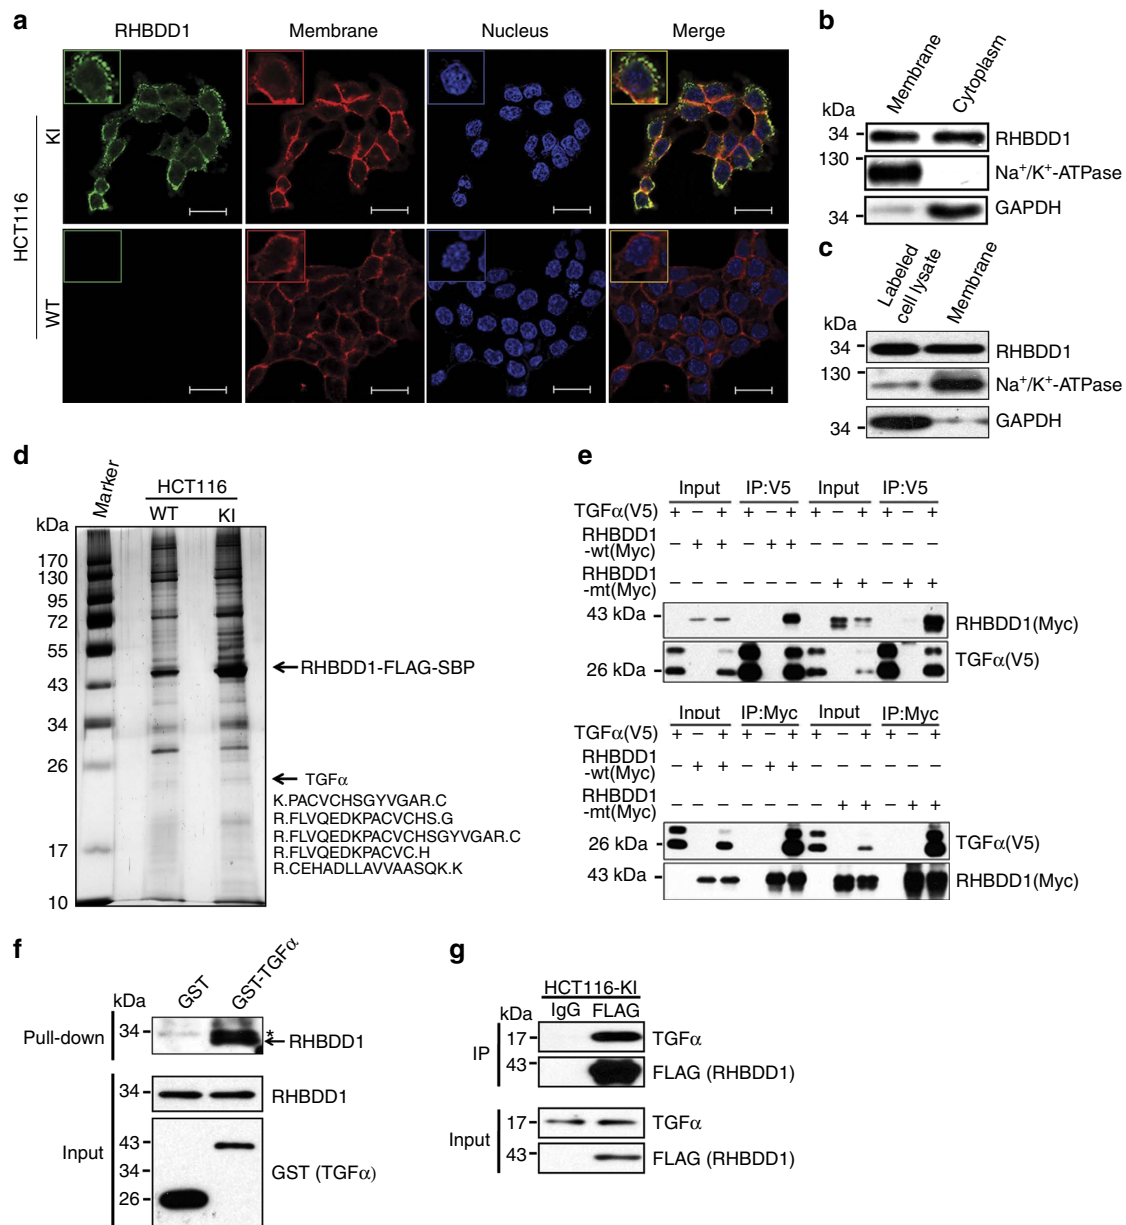 a
RHBDD1 Membrane Nucleus Merge
HCT116
KI
WT
b
Membrane Cytoplasm
kDa
34 RHBDD1
130 Na+/K+-ATPase
34 GAPDH
c
Labeled cell lysate Membrane
kDa
34 RHBDD1
130 Na+/K+-ATPase
34 GAPDH
d
Marker HCT116
WT KI
kDa
170
130
95
72
55
43
34
26
17
10
RHBDD1-FLAG-SBP
TGFα
K.PACVCHSGYVGAR.C
R.FLVQEDKPACVCHS.G
R.FLVQEDKPACVCHSGYVGAR.C
R.FLVQEDKPACVC.H
R.CEHADLLAVVAASQK.K
e
Input IP:V5 Input IP:V5
TGFα(V5) + − + + − + + − + + − +
RHBDD1
-wt(Myc) − + + − + + − − − − − −
RHBDD1
-mt(Myc) − − − − − − − + + − + +
43 kDa RHBDD1(Myc)
26 kDa TGFα(V5)
Input IP:Myc Input IP:Myc
TGFα(V5) + − + + − + + − + + − +
RHBDD1
-wt(Myc) − + + − + + − − − − − −
RHBDD1
-mt(Myc) − − − − − − − + + − + +
26 kDa TGFα(V5)
43 kDa RHBDD1(Myc)
f
kDa GST GST-TGFα
Pull-down 34 * RHBDD1
Input
34 RHBDD1
43
34
26
GST (TGFα)
g
HCT116-KI
kDa IgG FLAG
IP
17 TGFα
43 FLAG (RHBDD1)
Input
17 TGFα
43 FLAG (RHBDD1)